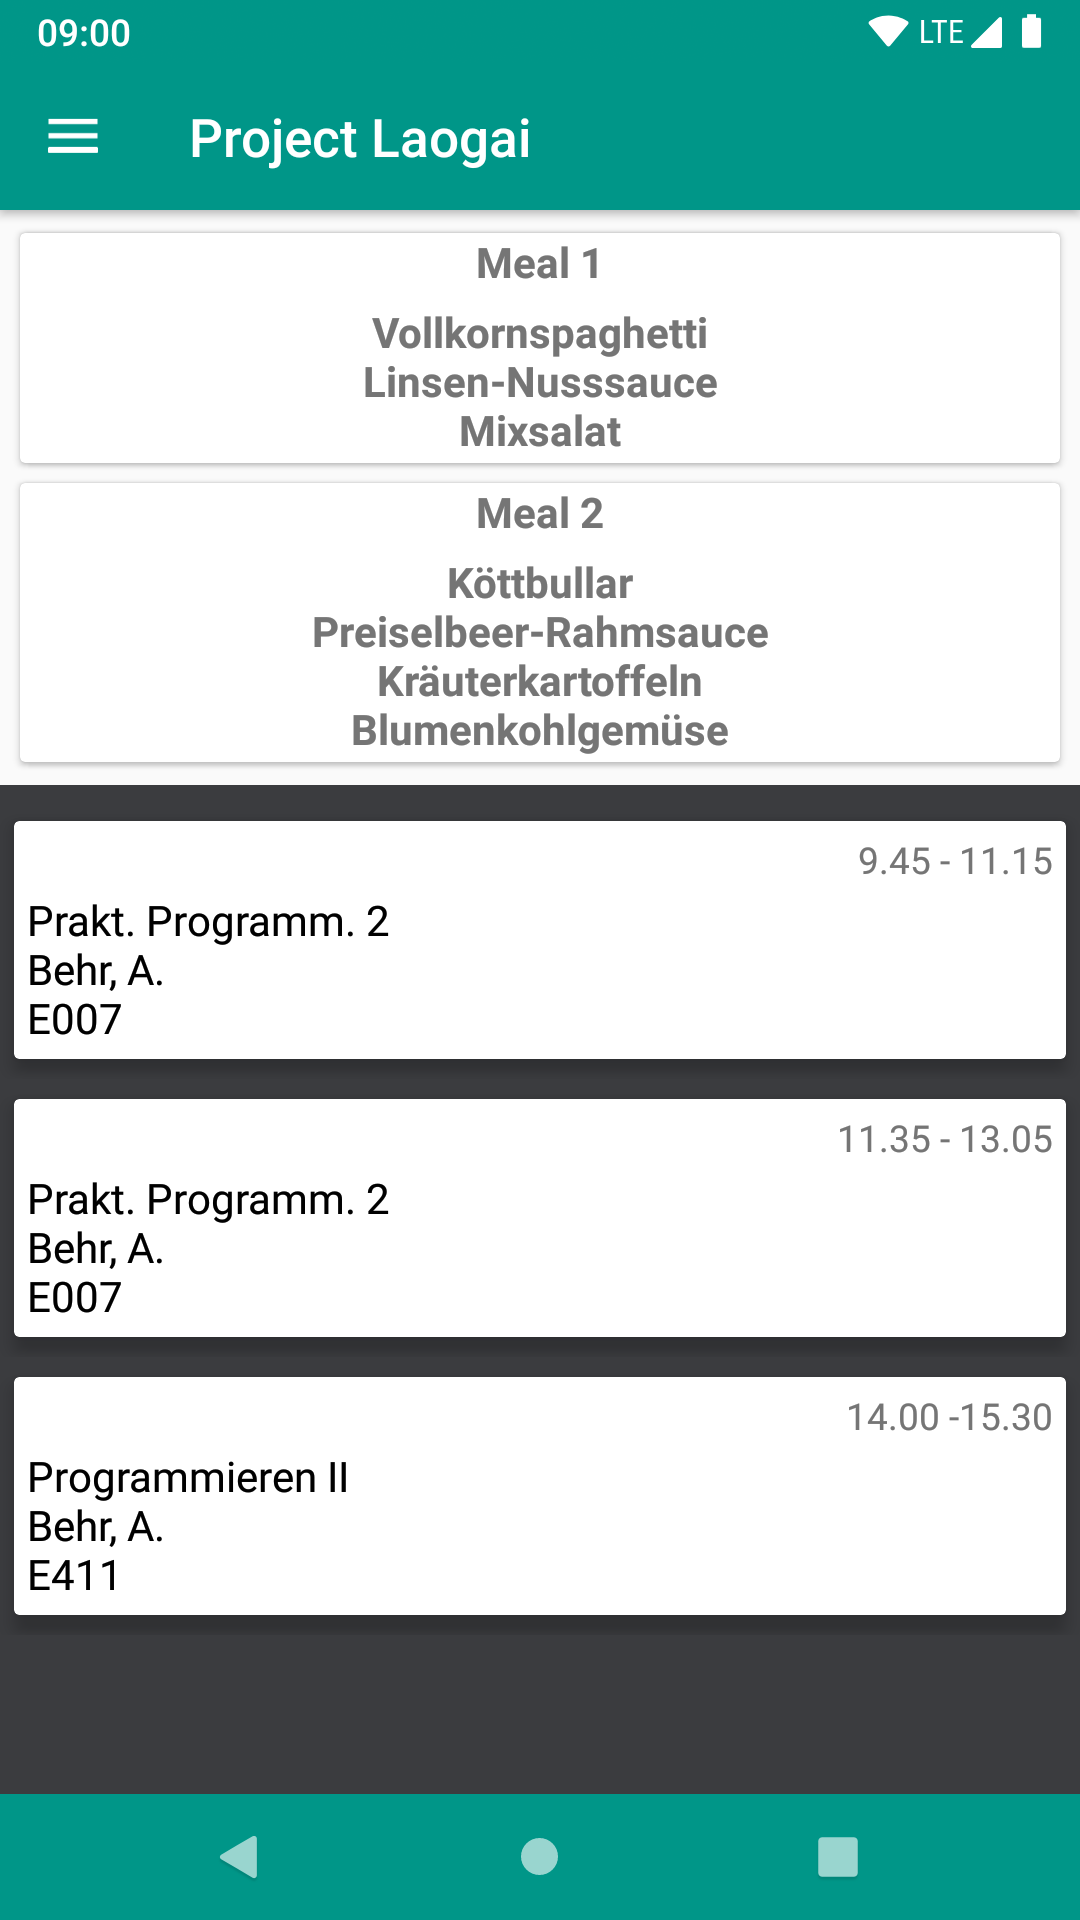 09:00
LTE
Project Laogai
Meal 1
Vollkornspaghetti
Linsen-Nusssauce
Mixsalat
Meal 2
Köttbullar
Preiselbeer-Rahmsauce
Kräuterkartoffeln
Blumenkohlgemüse
9.45 - 11.15
Prakt. Programm. 2
Behr, A.
E007
11.35 - 13.05
Prakt. Programm. 2
Behr, A.
E007
14.00 -15.30
Programmieren II
Behr, A.
E411